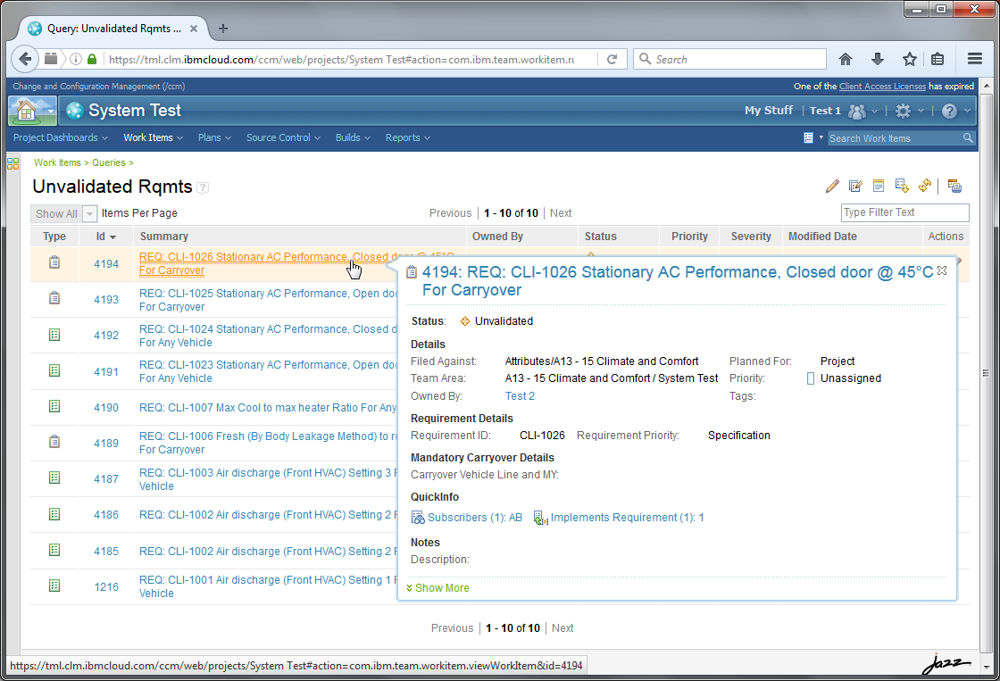 Query: Unvalidated Rqmts ...
https://tml.clm.ibmcloud.com/ccm/web/projects/System Test#action=com.ibm.team.workitem.ru
Search
Change and Configuration Management (/ccm)
One of the Client Access Licenses has expired
System Test
My Stuff | Test 1
Project Dashboards Work Items Plans Source Control Builds Reports
Search Work Items
Work Items > Queries >
Unvalidated Rqmts ?
Show All Items Per Page
Previous | 1 - 10 of 10 | Next
Type Filter Text
Type Id Summary Owned By Status Priority Severity Modified Date Actions
4194 REQ: CLI-1026 Stationary AC Performance, Closed door @ 45°C
For Carryover
4193 REQ: CLI-1025 Stationary AC Performance, Open doo
For Carryover
4192 REQ: CLI-1024 Stationary AC Performance, Closed d
For Any Vehicle
4191 REQ: CLI-1023 Stationary AC Performance, Open doo
For Any Vehicle
4190 REQ: CLI-1007 Max Cool to max heater Ratio For Any
4189 REQ: CLI-1006 Fresh (By Body Leakage Method) to re
For Carryover
4187 REQ: CLI-1003 Air discharge (Front HVAC) Setting 3 F
Vehicle
4186 REQ: CLI-1002 Air discharge (Front HVAC) Setting 2 F
4185 REQ: CLI-1002 Air discharge (Front HVAC) Setting 2 F
1216 REQ: CLI-1001 Air discharge (Front HVAC) Setting 1 F
Vehicle
4194: REQ: CLI-1026 Stationary AC Performance, Closed door @ 45°C
For Carryover
Status: Unvalidated
Details
Filed Against: Attributes/A13 - 15 Climate and Comfort Planned For: Project
Team Area: A13 - 15 Climate and Comfort / System Test Priority: Unassigned
Owned By: Test 2 Tags:
Requirement Details
Requirement ID: CLI-1026 Requirement Priority: Specification
Mandatory Carryover Details
Carryover Vehicle Line and MY:
QuickInfo
Subscribers (1): AB Implements Requirement (1): 1
Notes
Description:
Show More
Previous | 1 - 10 of 10 | Next
https://tml.clm.ibmcloud.com/ccm/web/projects/System Test#action=com.ibm.team.workitem.viewWorkItem&id=4194
jazz